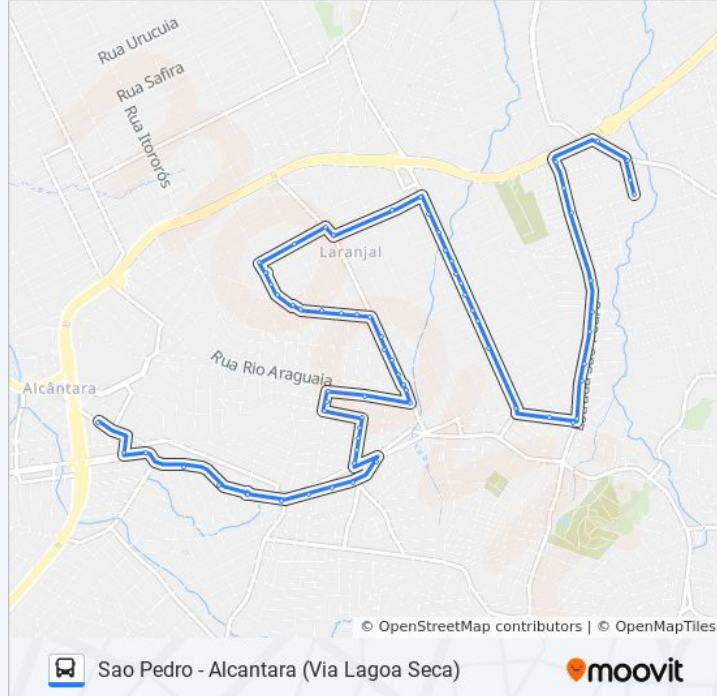 Rua Urucuia
Rua Safira
Rua Itororós
Laranjal
Rua Rio Araguaia
Alcântara
© OpenStreetMap contributors | © OpenMapTiles
Sao Pedro - Alcantara (Via Lagoa Seca)
moovit